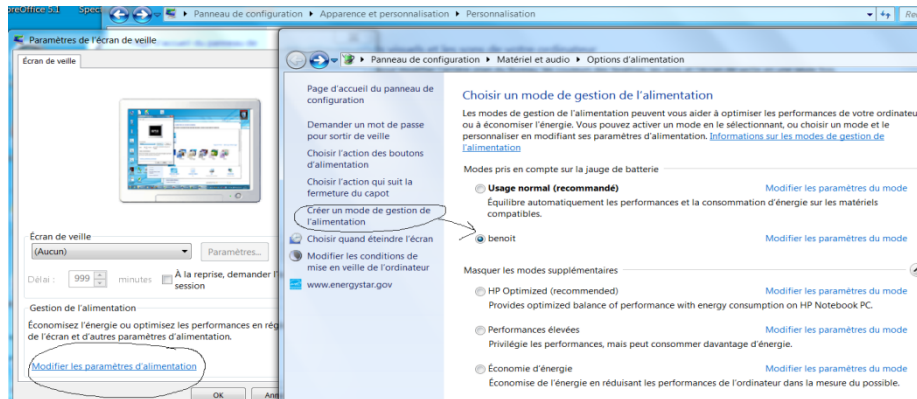 Office 5.1 Spec
Panneau de configuration ▸ Apparence et personnalisation ▸ Personnalisation
Paramètres de l'écran de veille
Écran de veille
Écran de veille
(Aucun)
Paramètres...
Délai : 999 minutes À la reprise, demander l'
session
Gestion de l'alimentation
Économisez l'énergie ou optimisez les performances en rég
de l'écran et d'autres paramètres d'alimentation.
Modifier les paramètres d'alimentation
OK Ann
Panneau de configuration ▸ Matériel et audio ▸ Options d'alimentation
Page d'accueil du panneau de
configuration
Demander un mot de passe
pour sortir de veille
Choisir l'action des boutons
d'alimentation
Choisir l'action qui suit la
fermeture du capot
Créer un mode de gestion de
l'alimentation
Choisir quand éteindre l'écran
Modifier les conditions de
mise en veille de l'ordinateur
www.energystar.gov
Choisir un mode de gestion de l'alimentation
Les modes de gestion de l'alimentation peuvent vous aider à optimiser les performances de votre ordinateu
ou à économiser l'énergie. Vous pouvez activer un mode en le sélectionnant, ou choisir un mode et le
personnaliser en modifiant ses paramètres d'alimentation. Informations sur les modes de gestion de
l'alimentation
Modes pris en compte sur la jauge de batterie
Usage normal (recommandé) Modifier les paramètres du mode
Équilibre automatiquement les performances et la consommation d'énergie sur les matériels
compatibles.
benoit Modifier les paramètres du mode
Masquer les modes supplémentaires
HP Optimized (recommended) Modifier les paramètres du mode
Provides optimized balance of performance with energy consumption on HP Notebook PC.
Performances élevées Modifier les paramètres du mode
Privilégie les performances, mais peut consommer davantage d'énergie.
Économie d'énergie Modifier les paramètres du mode
Économise de l'énergie en réduisant les performances de l'ordinateur dans la mesure du possible.